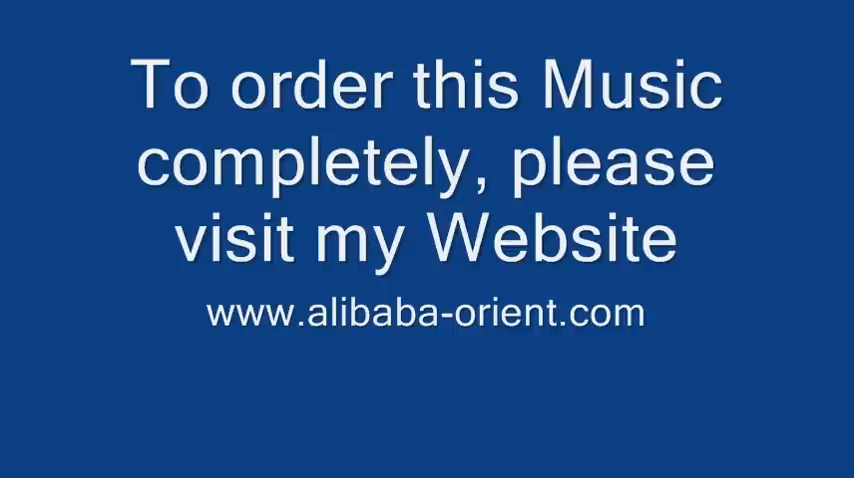 To order this Music
completely, please
visit my Website
www.alibaba-orient.com